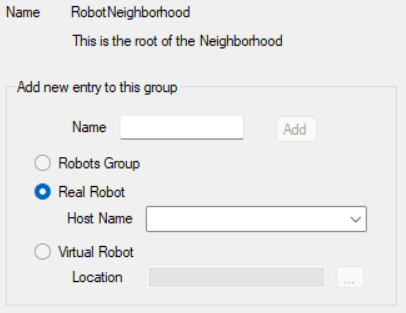 Name RobotNeighborhood
This is the root of the Neighborhood
Add new entry to this group
Name Add
Robots Group
Real Robot
Host Name
Virtual Robot
Location ...